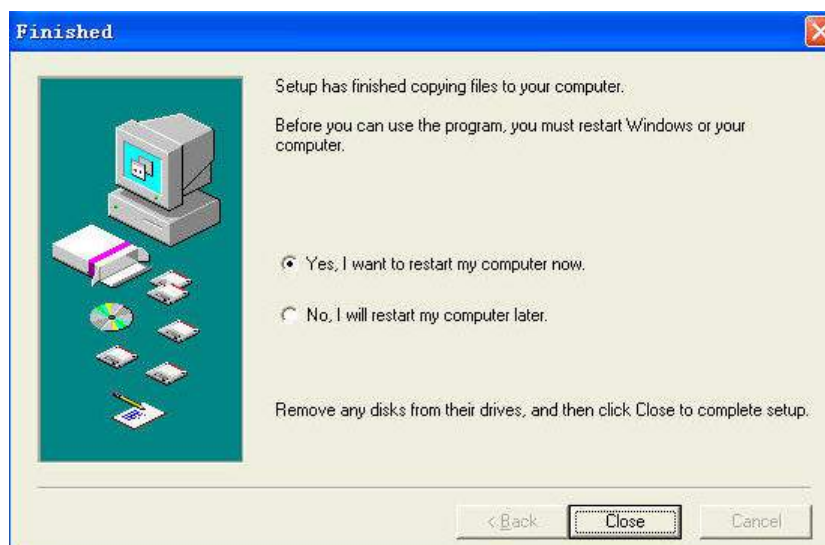 Finished
Setup has finished copying files to your computer.
Before you can use the program, you must restart Windows or your
computer.
Yes, I want to restart my computer now.
No, I will restart my computer later.
Remove any disks from their drives, and then click Close to complete setup.
< Back
Close
Cancel